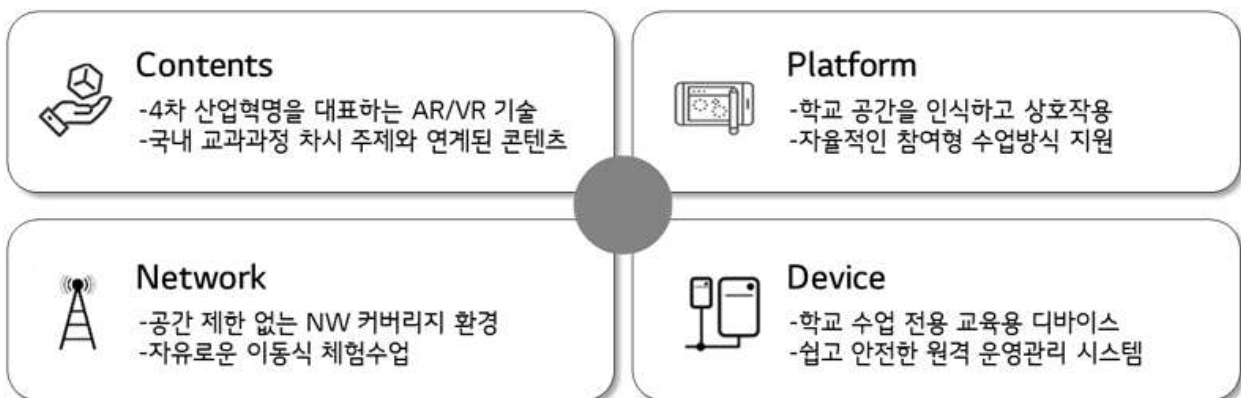 Contents
-4차 산업혁명을 대표하는 AR/VR 기술
-국내 교과과정 차시 주제와 연계된 콘텐츠
Platform
-학교 공간을 인식하고 상호작용
-자율적인 참여형 수업방식 지원
Network
-공간 제한 없는 NW 커버리지 환경
-자유로운 이동식 체험수업
Device
-학교 수업 전용 교육용 디바이스
-쉽고 안전한 원격 운영관리 시스템